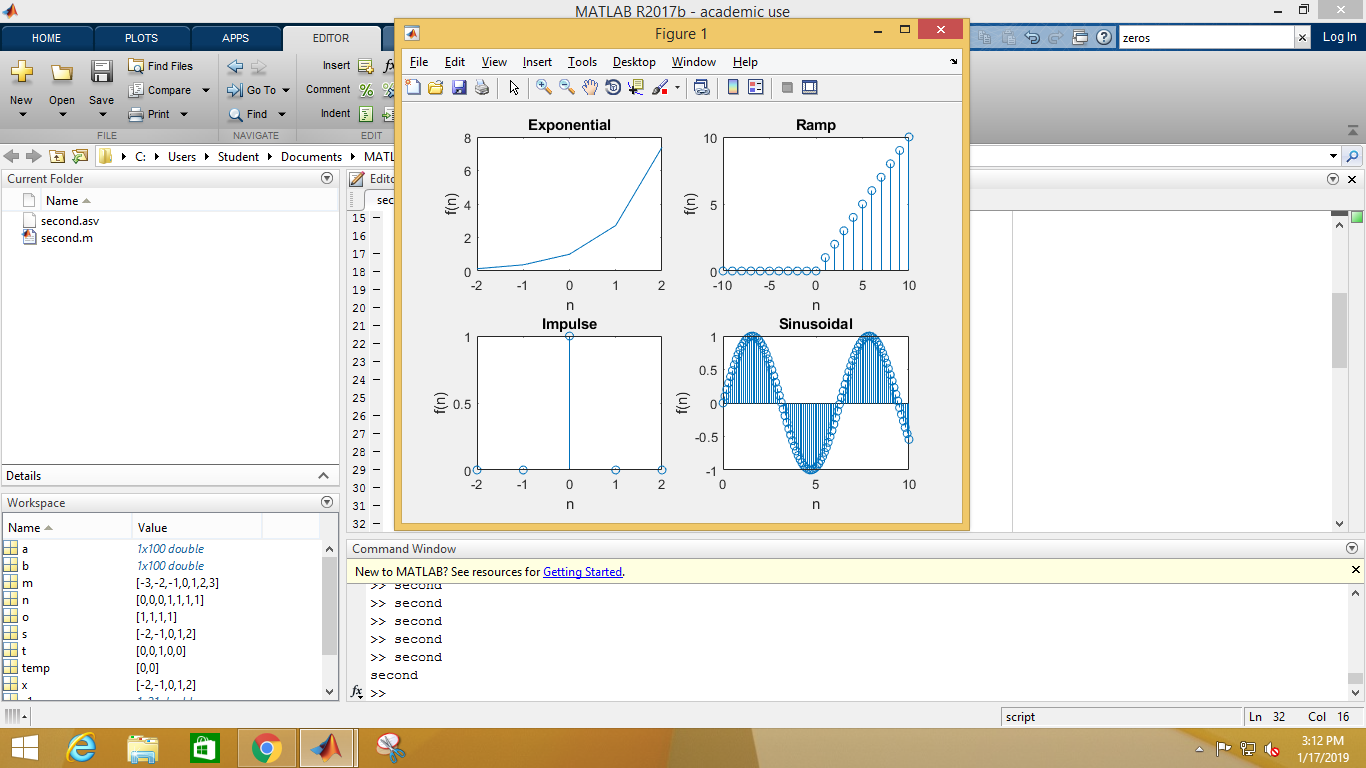 MATLAB R2017b - academic use
HOME PLOTS APPS EDITOR
zeros
Log In
New Open Save
Find Files
Compare
Print
FILE
Go To
Find
NAVIGATE
Insert fx
Comment %
Indent
EDIT
C: Users Student Documents MATL
Current Folder
Name
second.asv
second.m
Details
Workspace
Name Value
a 1x100 double
b 1x100 double
m [-3,-2,-1,0,1,2,3]
n [0,0,0,1,1,1,1]
o [1,1,1,1]
s [-2,-1,0,1,2]
t [0,0,1,0,0]
temp [0,0]
x [-2,-1,0,1,2]
Edito
sec
15
16
17
18
19
20
21
22
23
24
25
26
27
28
29
30
31
32
Figure 1
File Edit View Insert Tools Desktop Window Help
Exponential
8
6
4
2
0
-2 -1 0 1 2
f(n)
n
Ramp
10
5
0
-10 -5 0 5 10
f(n)
n
Impulse
1
0.5
0
-2 -1 0 1 2
f(n)
n
Sinusoidal
1
0.5
0
-0.5
-1
0 5 10
f(n)
n
Command Window
New to MATLAB? See resources for Getting Started.
>> second
>> second
>> second
>> second
>> second
second
fx >>
script
Ln 32 Col 16
3:12 PM
1/17/2019